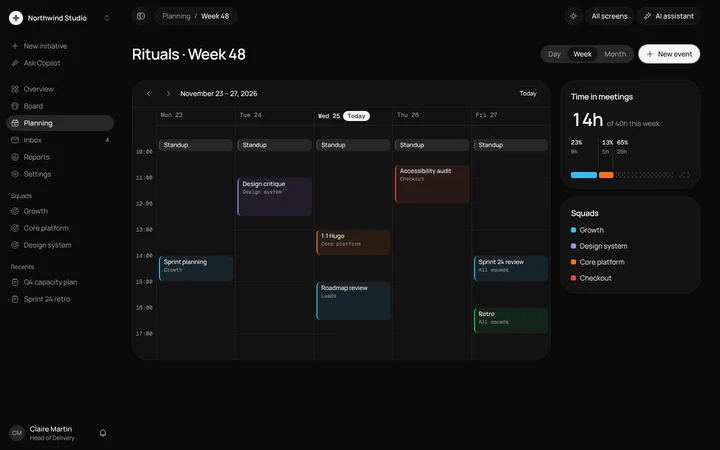 Northwind Studio
Planning / Week 48
All screens
AI assistant
New initiative
Ask Copilot
Overview
Board
Planning
Inbox 4
Reports
Settings
Squads
Growth
Core platform
Design system
Recents
Q4 capacity plan
Sprint 24 retro
CM
Claire Martin
Head of Delivery
Rituals · Week 48
Day Week Month
New event
November 23 – 27, 2026
Today
Mon 23 Tue 24 Wed 25 Today Thu 26 Fri 27
Standup Standup Standup Standup Standup
10:00
Accessibility audit
Checkout
11:00
Design critique
Design system
12:00
13:00
1:1 Hugo
Core platform
14:00
Sprint planning
Growth
Sprint 24 review
All squads
15:00
Roadmap review
Leads
16:00
Retro
All squads
17:00
Time in meetings
14h of 40h this week
23% 13% 65%
9h 5h 26h
Squads
Growth
Design system
Core platform
Checkout